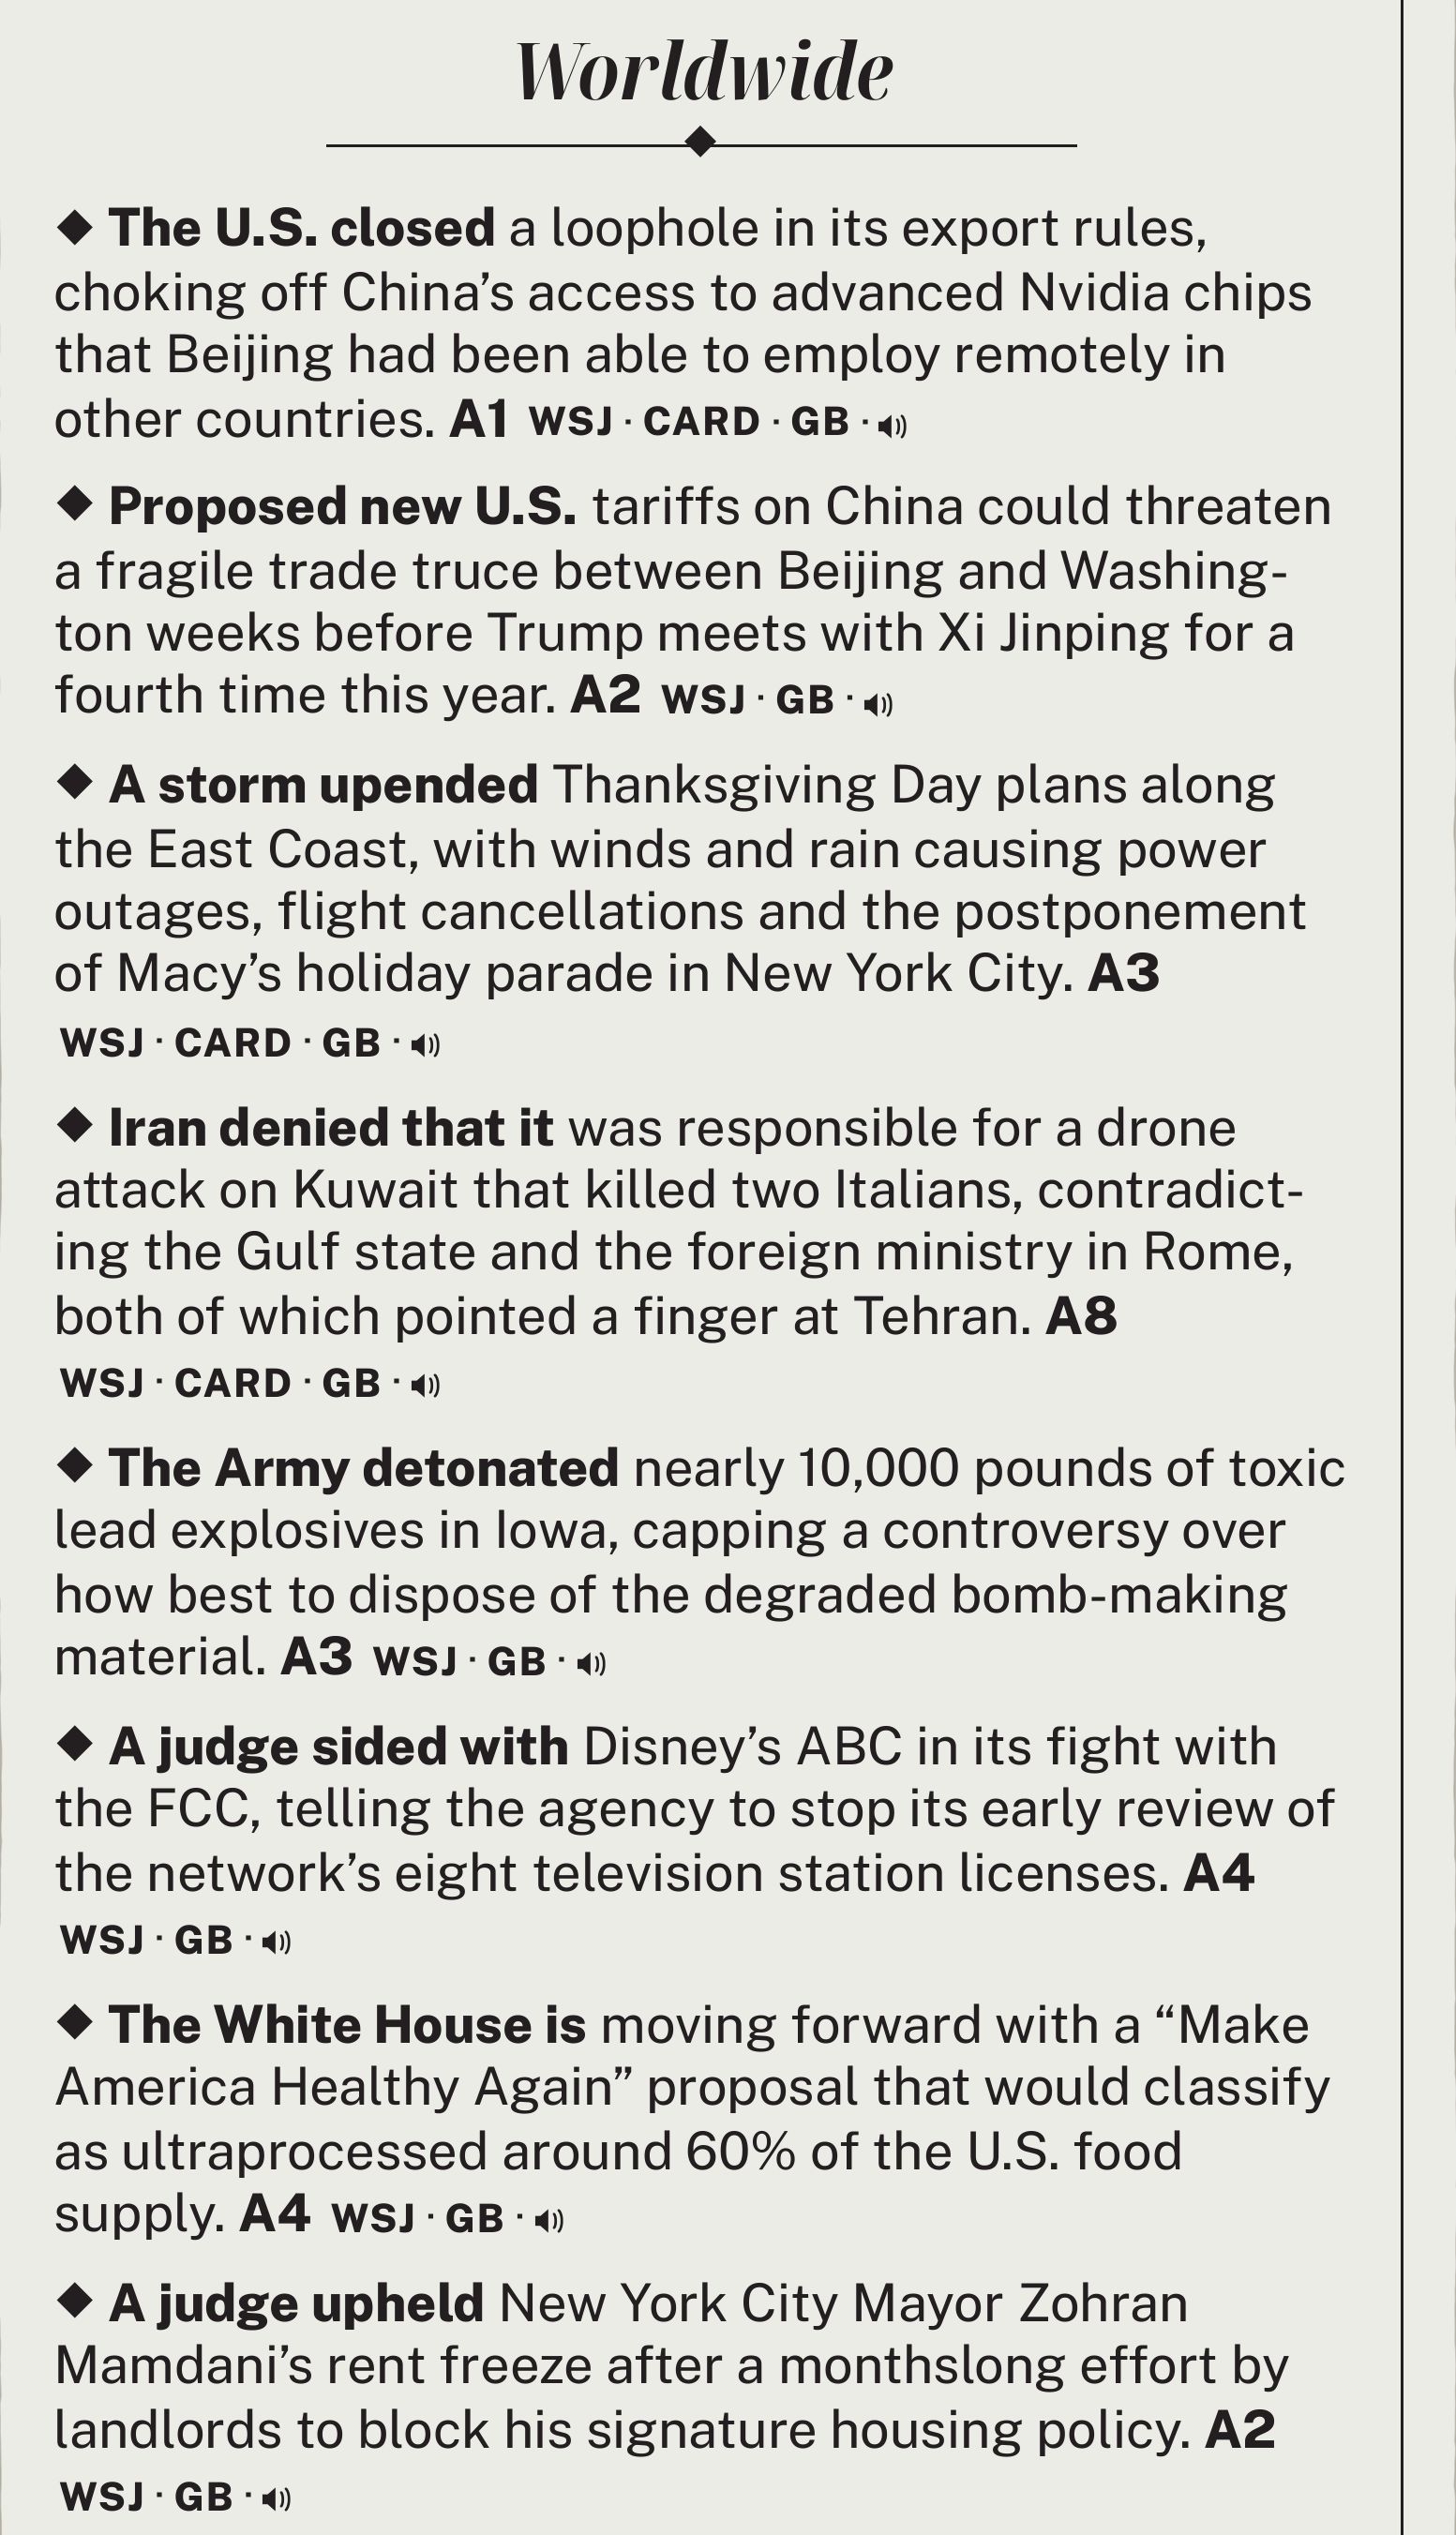 Worldwide
◆ The U.S. closed a loophole in its export rules,
choking off China’s access to advanced Nvidia chips
that Beijing had been able to employ remotely in
other countries. A1 WSJ · CARD · GB ·
◆ Proposed new U.S. tariffs on China could threaten
a fragile trade truce between Beijing and Washing-
ton weeks before Trump meets with Xi Jinping for a
fourth time this year. A2 WSJ · GB ·
◆ A storm upended Thanksgiving Day plans along
the East Coast, with winds and rain causing power
outages, flight cancellations and the postponement
of Macy’s holiday parade in New York City. A3
WSJ · CARD · GB ·
◆ Iran denied that it was responsible for a drone
attack on Kuwait that killed two Italians, contradict-
ing the Gulf state and the foreign ministry in Rome,
both of which pointed a finger at Tehran. A8
WSJ · CARD · GB ·
◆ The Army detonated nearly 10,000 pounds of toxic
lead explosives in Iowa, capping a controversy over
how best to dispose of the degraded bomb-making
material. A3 WSJ · GB ·
◆ A judge sided with Disney’s ABC in its fight with
the FCC, telling the agency to stop its early review of
the network’s eight television station licenses. A4
WSJ · GB ·
◆ The White House is moving forward with a “Make
America Healthy Again” proposal that would classify
as ultraprocessed around 60% of the U.S. food
supply. A4 WSJ · GB ·
◆ A judge upheld New York City Mayor Zohran
Mamdani’s rent freeze after a monthslong effort by
landlords to block his signature housing policy. A2
WSJ · GB ·